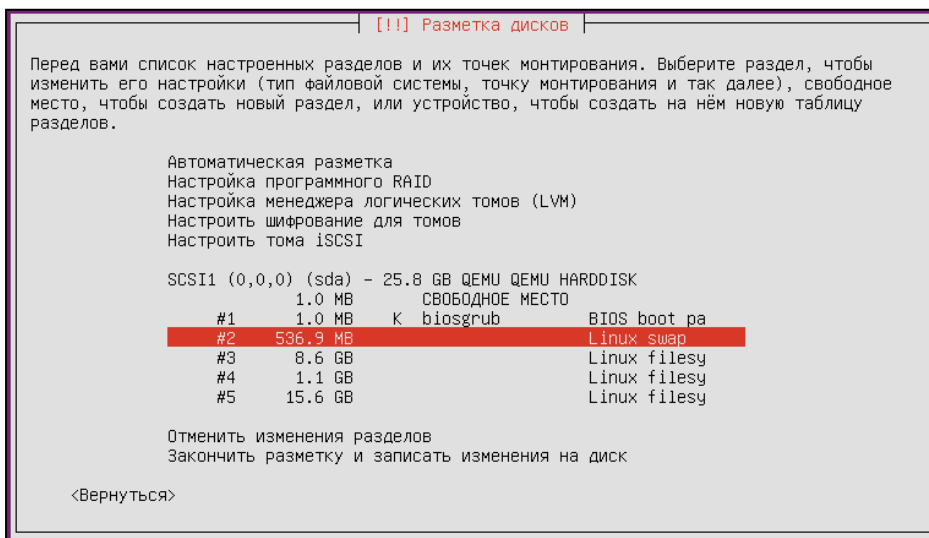 [!!] Разметка дисков
Перед вами список настроенных разделов и их точек монтирования. Выберите раздел, чтобы
изменить его настройки (тип файловой системы, точку монтирования и так далее), свободное
место, чтобы создать новый раздел, или устройство, чтобы создать на нём новую таблицу
разделов.
Автоматическая разметка
Настройка программного RAID
Настройка менеджера логических томов (LVM)
Настроить шифрование для томов
Настроить тома iSCSI
SCSI1 (0,0,0) (sda) - 25.8 GB QEMU QEMU HARDDISK
1.0 MB СВОБОДНОЕ МЕСТО
#1 1.0 MB K biosgrub BIOS boot pa
#2 536.9 MB Linux swap
#3 8.6 GB Linux filesy
#4 1.1 GB Linux filesy
#5 15.6 GB Linux filesy
Отменить изменения разделов
Закончить разметку и записать изменения на диск
<Вернуться>